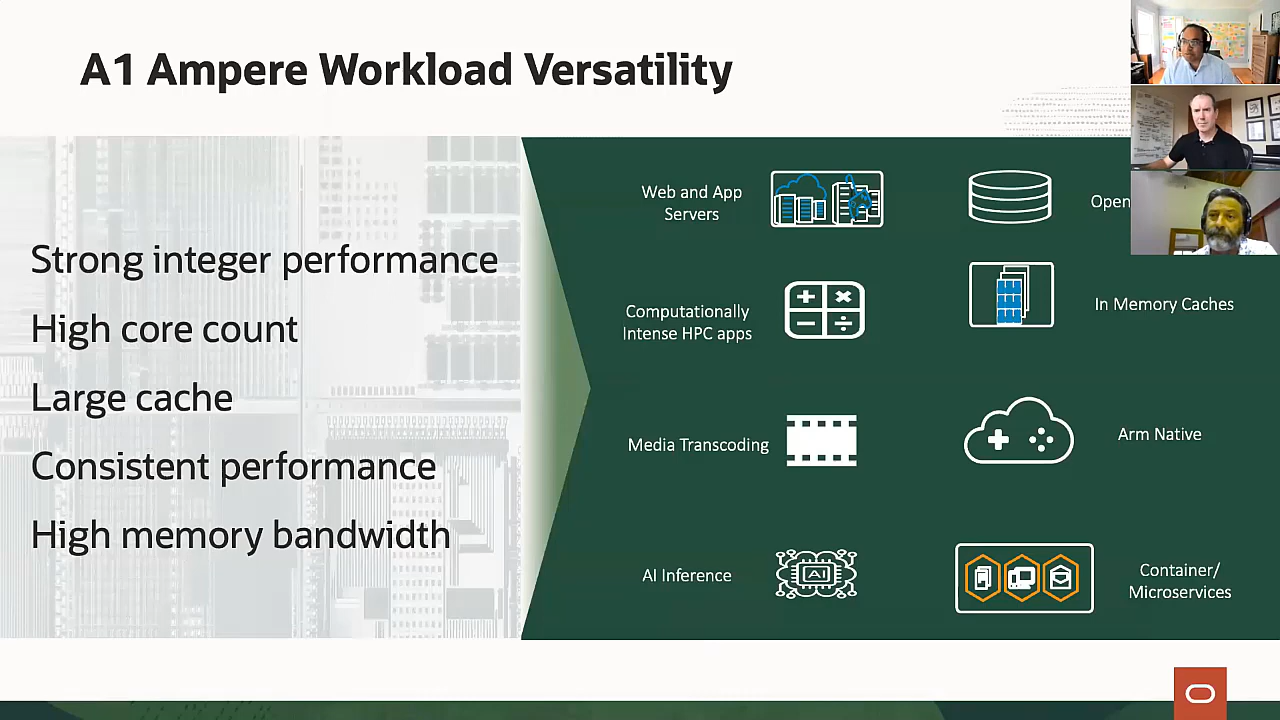 A1 Ampere Workload Versatility
Strong integer performance
High core count
Large cache
Consistent performance
High memory bandwidth
Web and App
Servers
Open
Computationally
Intense HPC apps
In Memory Caches
Media Transcoding
Arm Native
AI Inference
AI
Container/
Microservices